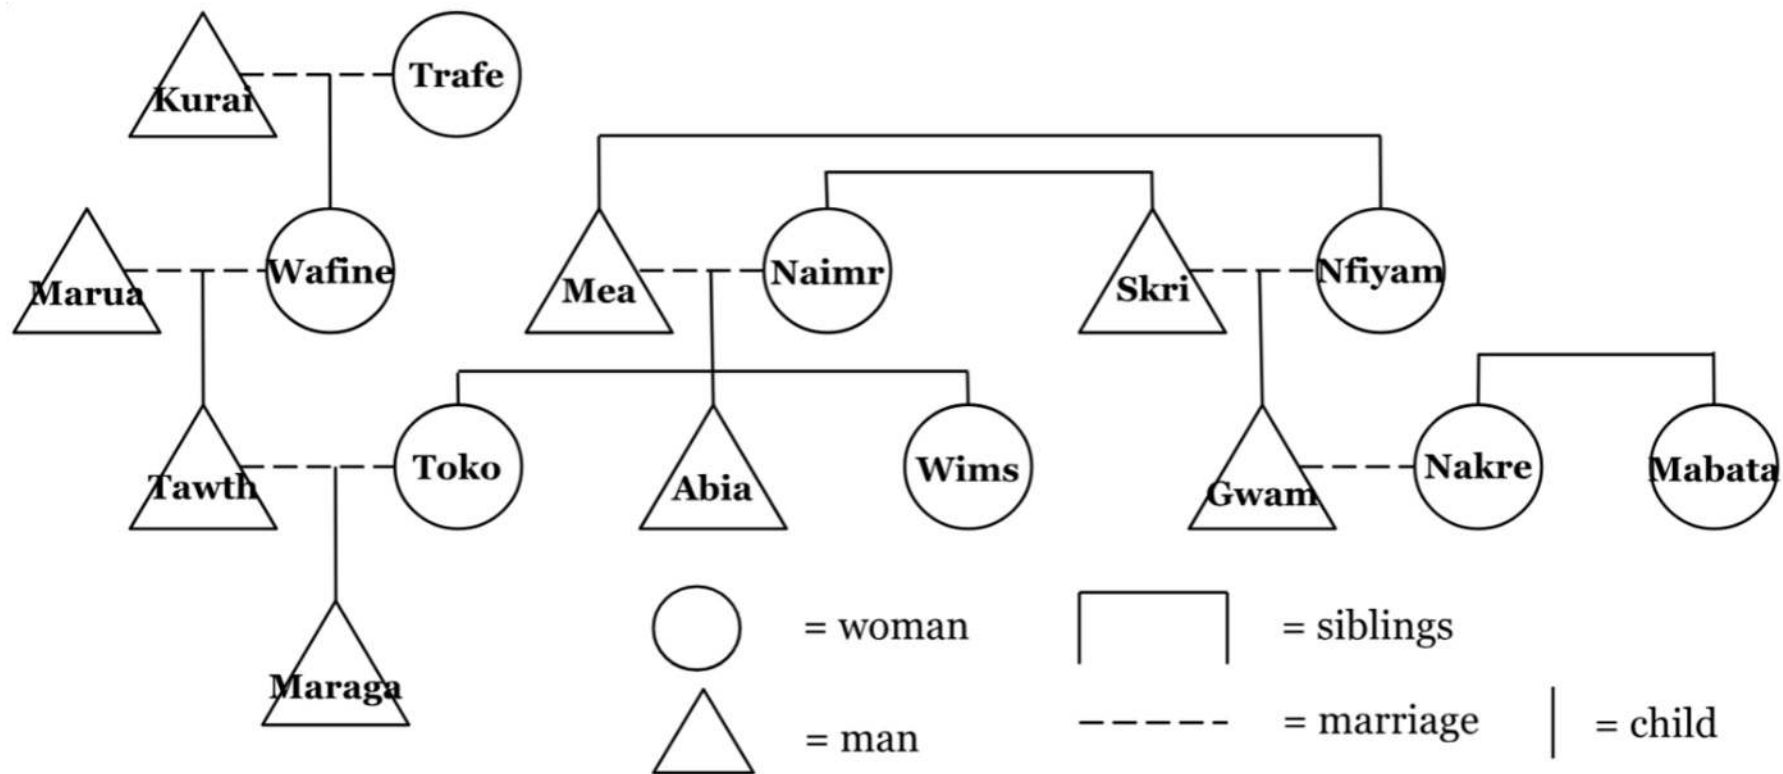 Kurai
Trafe
Marua
Wafine
Mea
Naimr
Skri
Nfiyam
Tawth
Toko
Abia
Wims
Gwam
Nakre
Mabata
Maraga
= woman
= siblings
= man
= marriage
= child